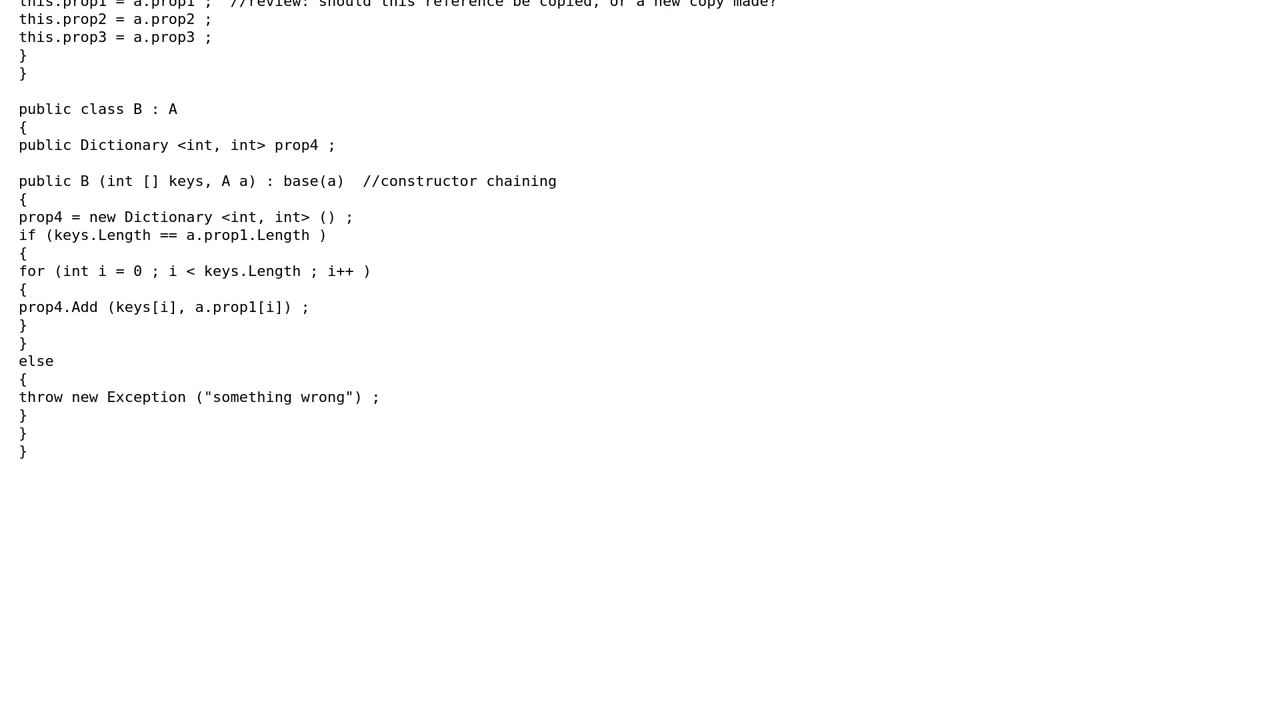 this.prop1 = a.prop1 ;  //review: should this reference be copied, or a new copy made?
this.prop2 = a.prop2 ;
this.prop3 = a.prop3 ;
}
}

public class B : A
{
public Dictionary <int, int> prop4 ;

public B (int [] keys, A a) : base(a)  //constructor chaining
{
prop4 = new Dictionary <int, int> () ;
if (keys.Length == a.prop1.Length )
{
for (int i = 0 ; i < keys.Length ; i++ )
{
prop4.Add (keys[i], a.prop1[i]) ;
}
}
else
{
throw new Exception ("something wrong") ;
}
}
}